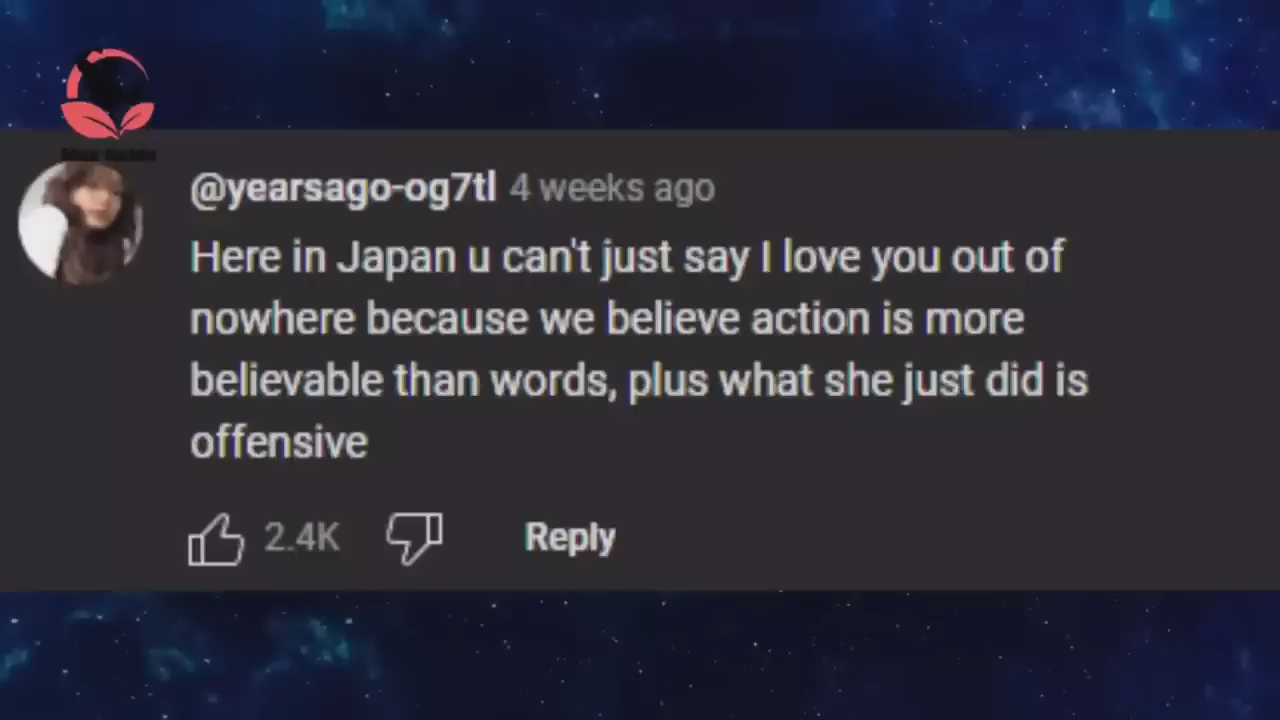 @yearsago-og7tl 4 weeks ago
Here in Japan u can't just say I love you out of
nowhere because we believe action is more
believable than words, plus what she just did is
offensive
2.4K Reply